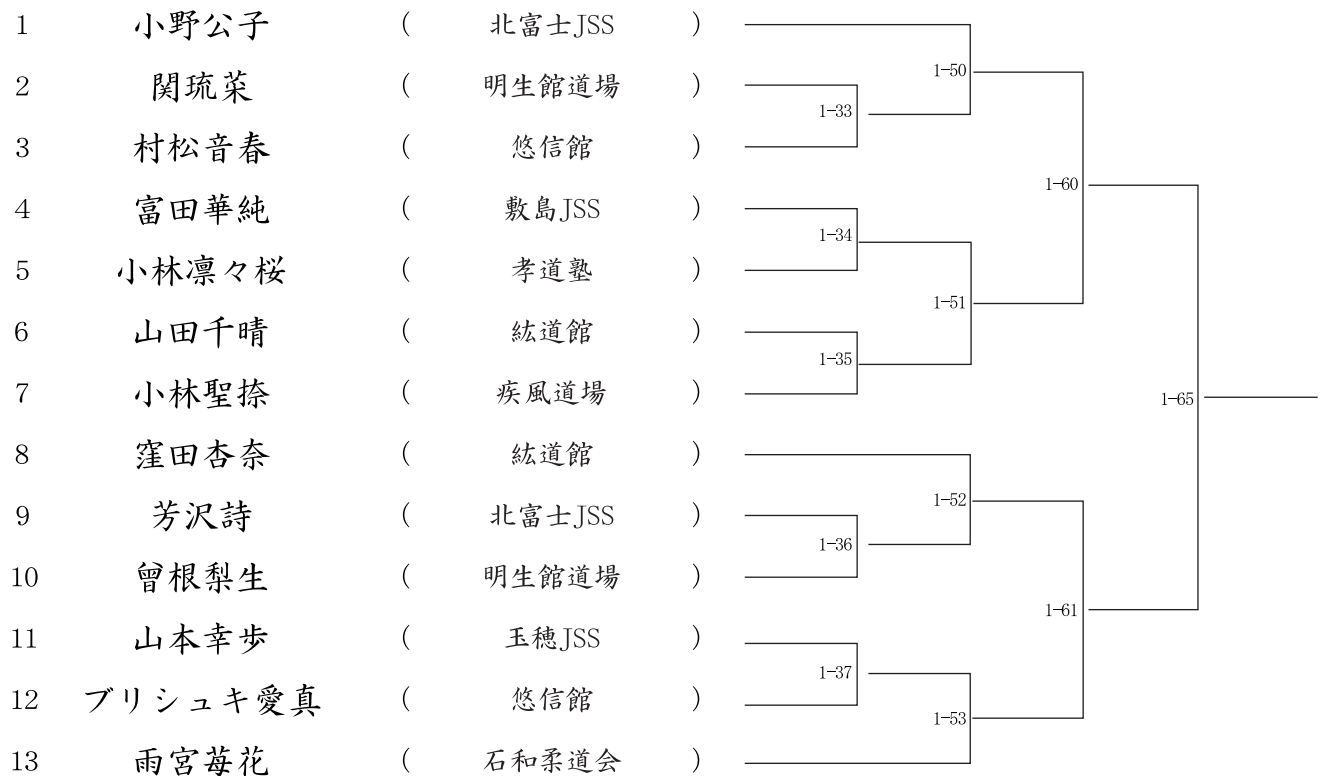 1 小野公子 ( 北富士JSS )
1-50
2 関琉菜 ( 明生館道場 )
1-33
3 村松音春 ( 悠信館 )
1-60
4 富田華純 ( 敷島JSS )
1-34
5 小林凛々桜 ( 孝道塾 )
1-51
6 山田千晴 ( 紘道館 )
1-35
7 小林聖捺 ( 疾風道場 )
1-65
8 窪田杏奈 ( 紘道館 )
1-52
9 芳沢詩 ( 北富士JSS )
1-36
10 曾根梨生 ( 明生館道場 )
1-61
11 山本幸歩 ( 玉穂JSS )
1-37
12 ブリシュキ愛真 ( 悠信館 )
1-53
13 雨宮苺花 ( 石和柔道会 )